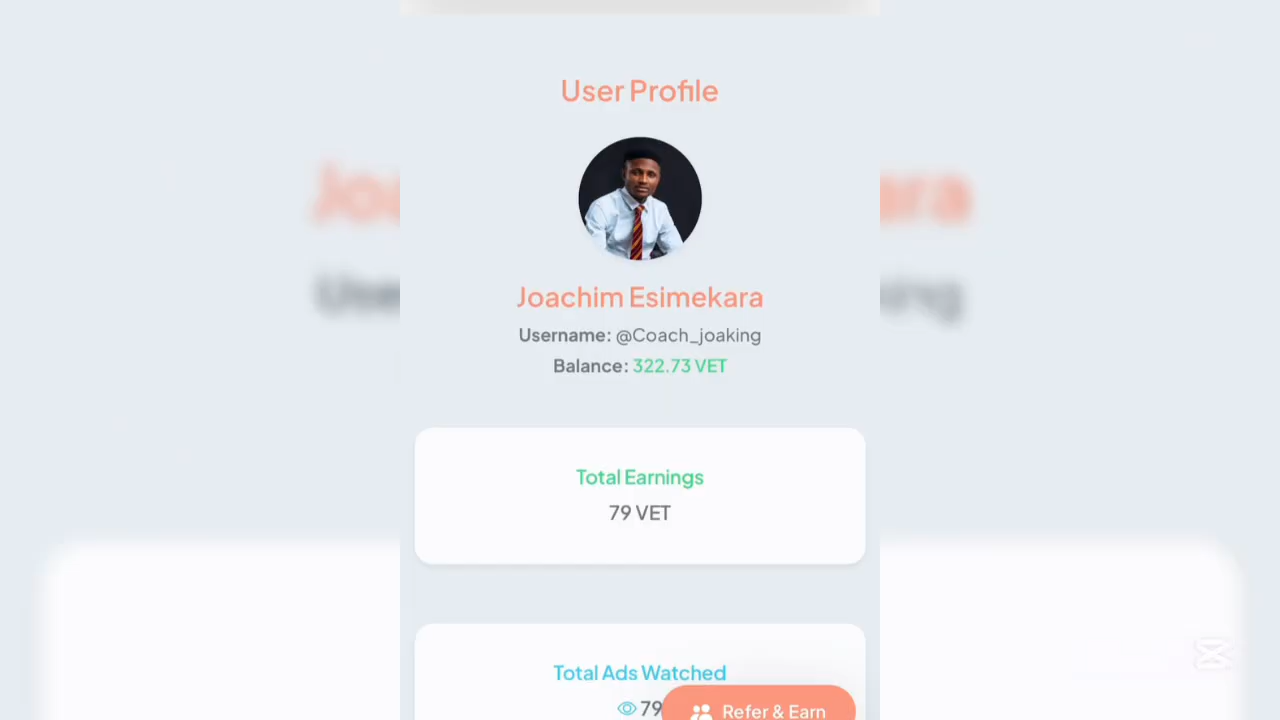 User Profile
Joachim Esimekara
Username: @Coach_joaking
Balance: 322.73 VET
Total Earnings
79 VET
Total Ads Watched
79
Refer & Earn